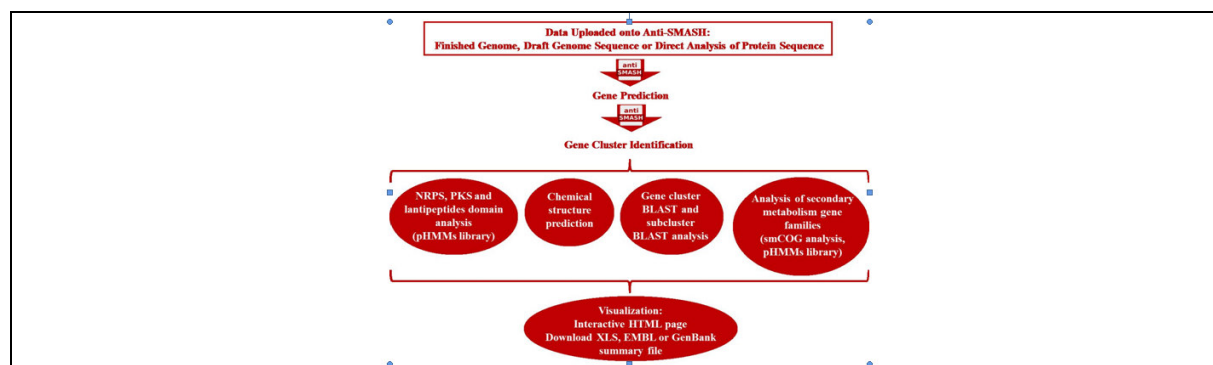 Data Uploaded onto Anti-SMASH:
Finished Genome, Draft Genome Sequence or Direct Analysis of Protein Sequence
anti
SMASH
Gene Prediction
anti
SMASH
Gene Cluster Identification
NRPS, PKS and
lantipeptides domain
analysis
(pHMMs library)
Chemical
structure
prediction
Gene cluster
BLAST and
subcluster
BLAST analysis
Analysis of secondary
metabolism gene
families
(smCOG analysis,
pHMMs library)
Visualization:
Interactive HTML page
Download XLS, EMBL or GenBank
summary file